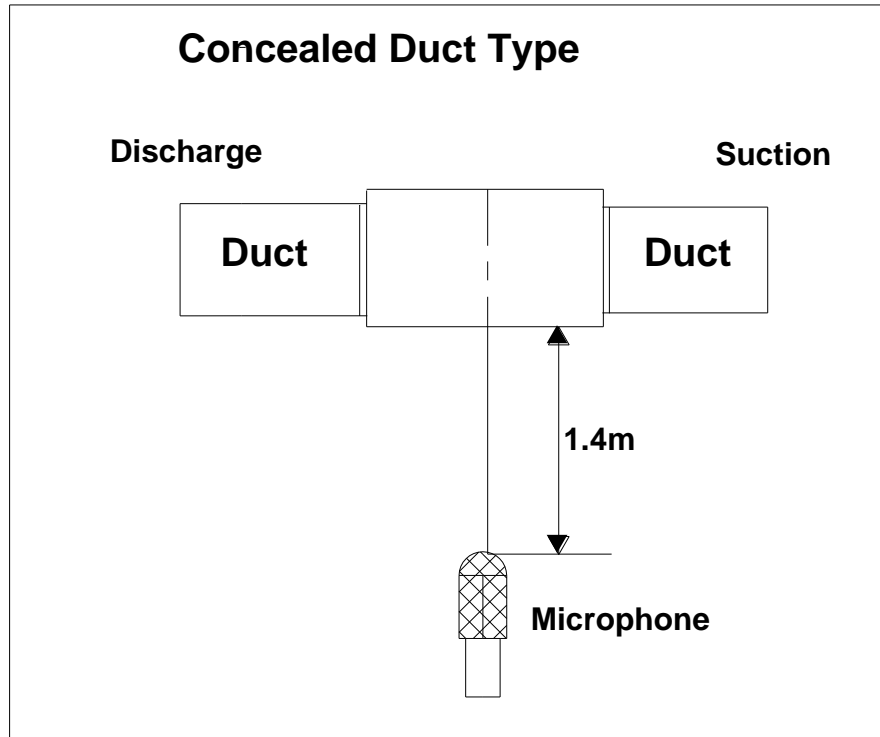 Concealed Duct Type
Discharge
Suction
Duct
Duct
1.4m
Microphone